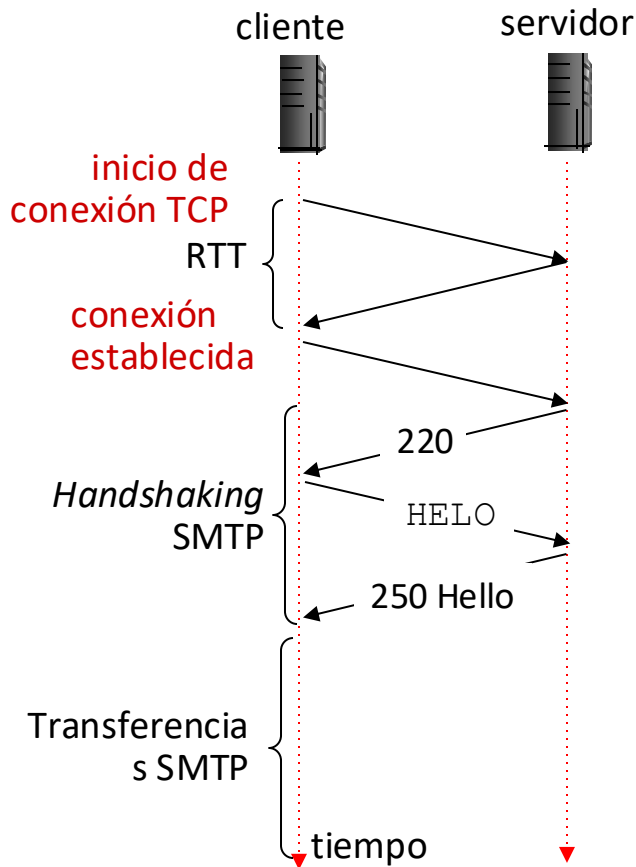 cliente
servidor
inicio de
conexión TCP
RTT
conexión
establecida
220
Handshaking
SMTP
HELO
250 Hello
Transferencia
s SMTP
tiempo